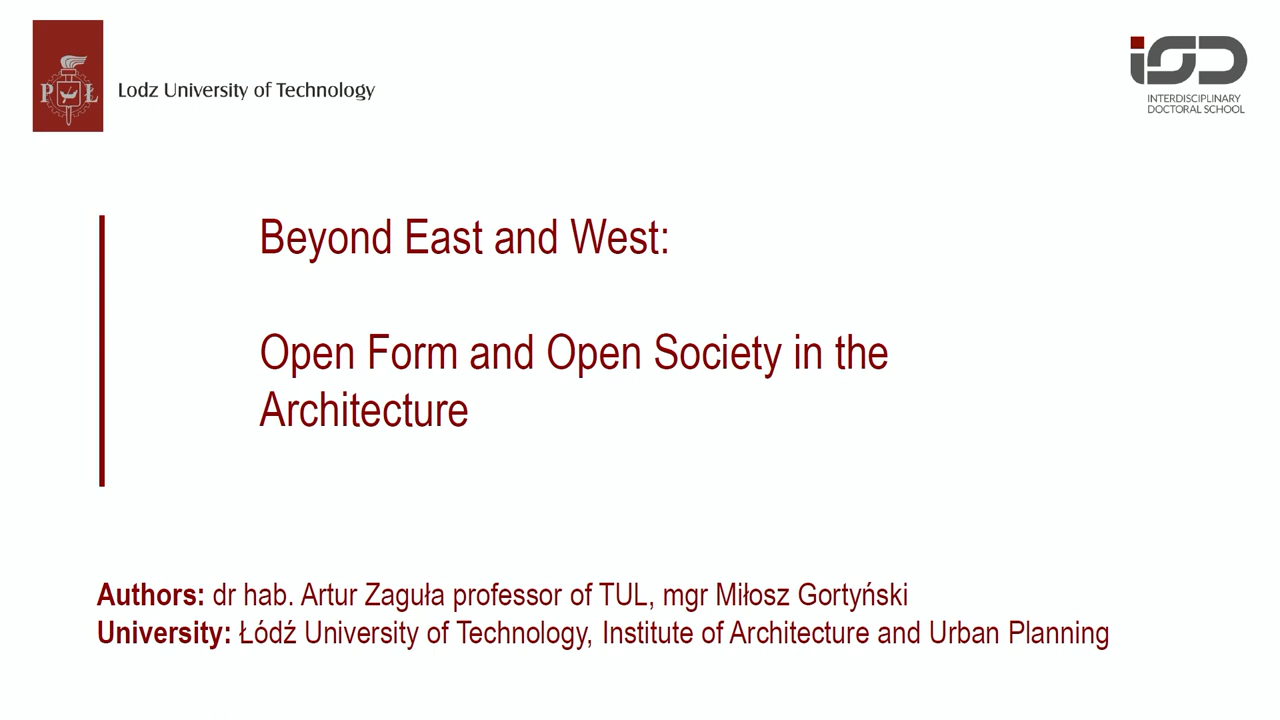 P Ł
Lodz University of Technology
ISD
INTERDISCIPLINARY
DOCTORAL SCHOOL
Beyond East and West:
Open Form and Open Society in the
Architecture
Authors: dr hab. Artur Zaguła professor of TUL, mgr Miłosz Gortyński
University: Łódź University of Technology, Institute of Architecture and Urban Planning